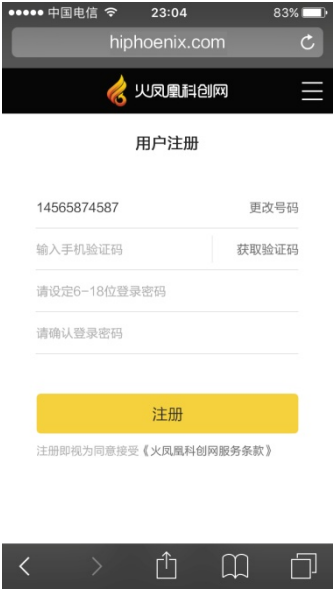 中国电信 23:04 83%
hiphoenix.com
火凤凰科创网
用户注册
14565874587 更改号码
输入手机验证码 获取验证码
请设定6-18位登录密码
请确认登录密码
注册
注册即视为同意接受《火凤凰科创网服务条款》